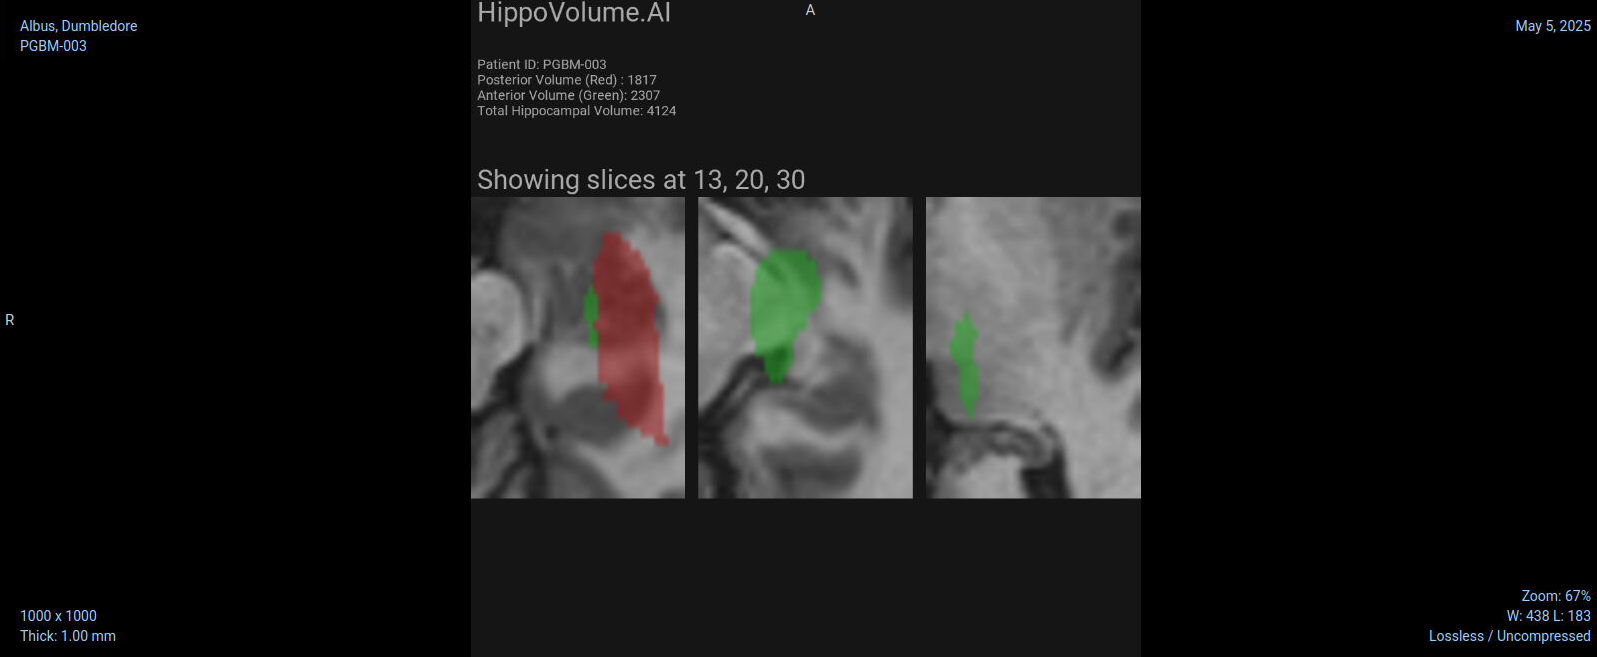 Albus, Dumbledore
PGBM-003
HippoVolume.AI
A
May 5, 2025
Patient ID: PGBM-003
Posterior Volume (Red) : 1817
Anterior Volume (Green): 2307
Total Hippocampal Volume: 4124
Showing slices at 13, 20, 30
R
1000 x 1000
Thick: 1.00 mm
Zoom: 67%
W: 438 L: 183
Lossless / Uncompressed